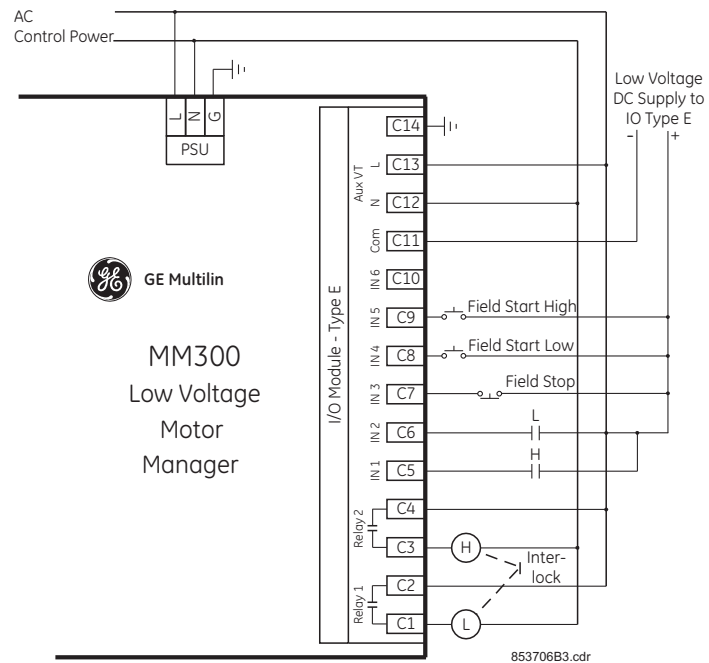 AC
Control Power
Low Voltage
DC Supply to
IO Type E
-
+
L
N
G
PSU
I/O Module - Type E
C14
Aux VT
L
C13
N
C12
Com
C11
IN 6
C10
GE
GE Multilin
IN 5
C9
Field Start High
MM300
Low Voltage
Motor
Manager
IN 4
C8
Field Start Low
IN 3
C7
Field Stop
IN 2
C6
L
IN 1
C5
H
Relay 2
C4
C3
H
Inter-
lock
Relay 1
C2
C1
L
853706B3.cdr